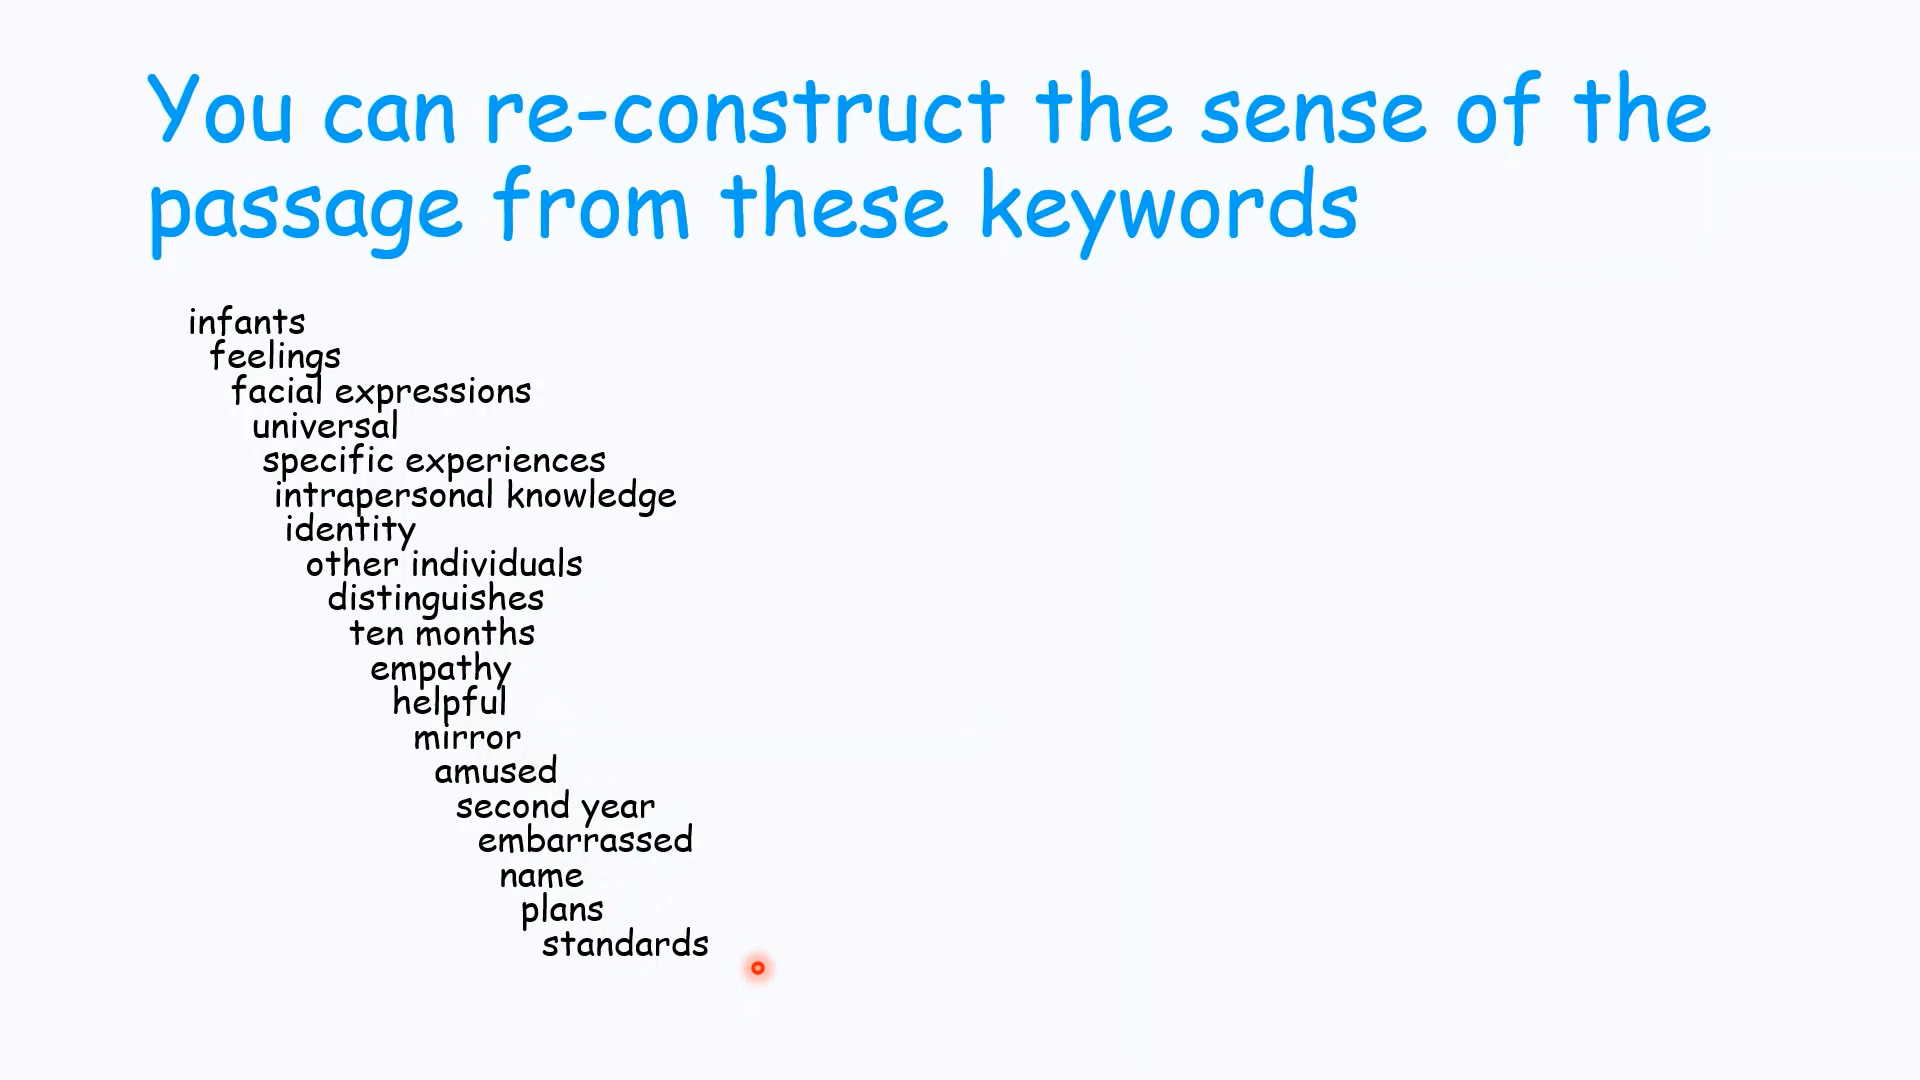 You can re-construct the sense of the
passage from these keywords
infants
feelings
facial expressions
universal
specific experiences
intrapersonal knowledge
identity
other individuals
distinguishes
ten months
empathy
helpful
mirror
amused
second year
embarrassed
name
plans
standards